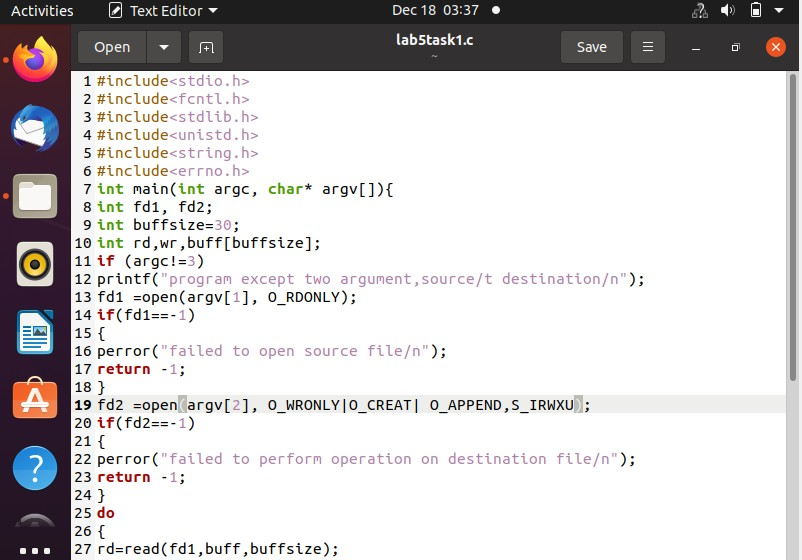 Activities Text Editor Dec 18 03:37
Open lab5task1.c Save
~
1 #include<stdio.h>
2 #include<fcntl.h>
3 #include<stdlib.h>
4 #include<unistd.h>
5 #include<string.h>
6 #include<errno.h>
7 int main(int argc, char* argv[]){
8 int fd1, fd2;
9 int buffsize=30;
10 int rd,wr,buff[buffsize];
11 if (argc!=3)
12 printf("program except two argument,source/t destination/n");
13 fd1 =open(argv[1], O_RDONLY);
14 if(fd1==-1)
15 {
16 perror("failed to open source file/n");
17 return -1;
18 }
19 fd2 =open(argv[2], O_WRONLY|O_CREAT| O_APPEND,S_IRWXU);
20 if(fd2==-1)
21 {
22 perror("failed to perform operation on destination file/n");
23 return -1;
24 }
25 do
26 {
27 rd=read(fd1,buff,buffsize);